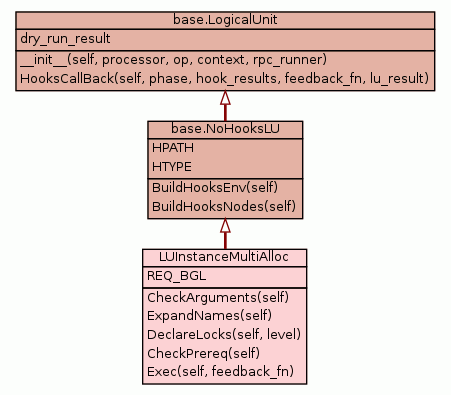 base.LogicalUnit
dry_run_result
__init__(self, processor, op, context, rpc_runner)
HooksCallBack(self, phase, hook_results, feedback_fn, lu_result)
base.NoHooksLU
HPATH
HTYPE
BuildHooksEnv(self)
BuildHooksNodes(self)
LUInstanceMultiAlloc
REQ_BGL
CheckArguments(self)
ExpandNames(self)
DeclareLocks(self, level)
CheckPrereq(self)
Exec(self, feedback_fn)